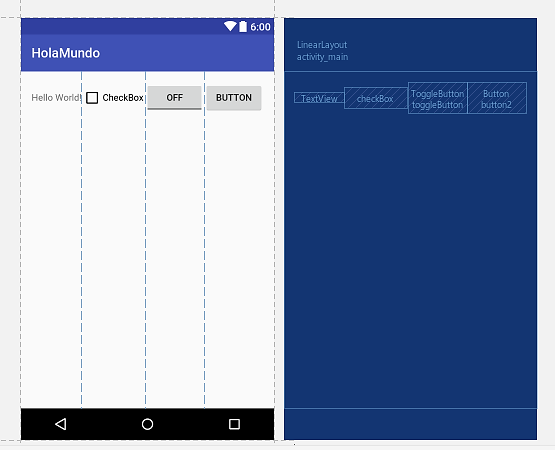 6:00
HolaMundo
Hello World!
CheckBox
OFF
BUTTON
LinearLayout
activity_main
TextView
checkBox
ToggleButton
toggleButton
Button
button2